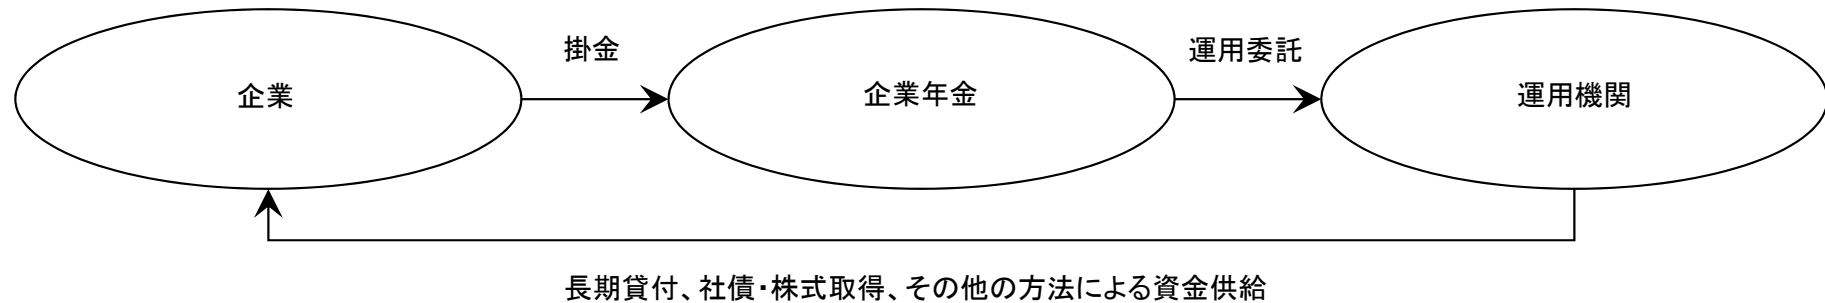 掛金
運用委託
企業
企業年金
運用機関
長期貸付、社債・株式取得、その他の方法による資金供給